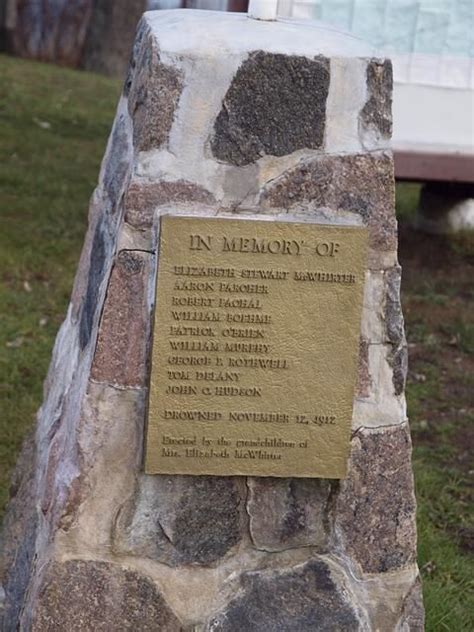 IN MEMORY OF
ELIZABETH STEWART McWHIRTER
AARON PARCHER
ROBERT PACHAL
WILLIAM BOEHME
PATRICK O'BRIEN
WILLIAM MURPHY
GEORGE F. ROTHWELL
TOM DELANY
JOHN C. HUDSON
DROWNED NOVEMBER 12, 1912
Erected by the grandchildren of
Mrs. Elizabeth McWhirter